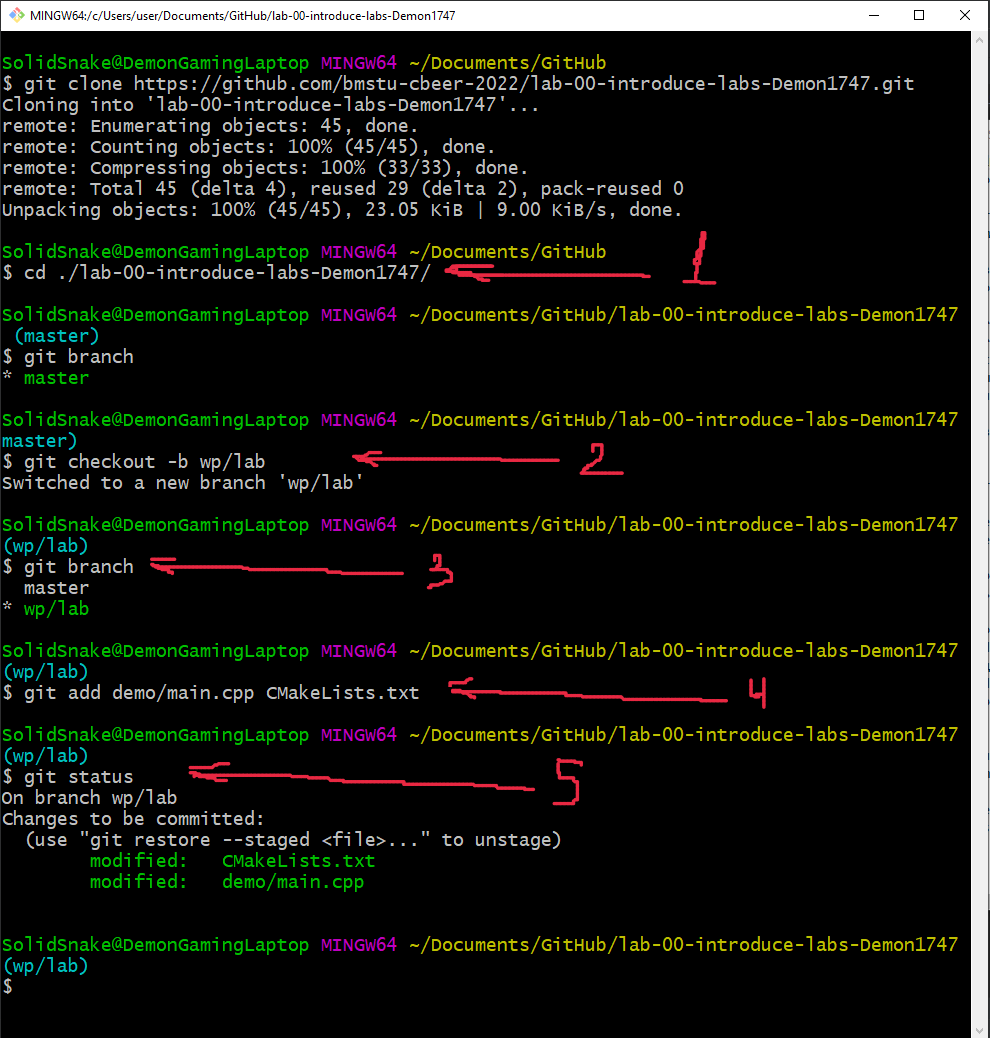 MINGW64:/c/Users/user/Documents/GitHub/lab-00-introduce-labs-Demon1747
SolidSnake@DemonGamingLaptop MINGW64 ~/Documents/GitHub
$ git clone https://github.com/bmstu-cbeer-2022/lab-00-introduce-labs-Demon1747.git
Cloning into 'lab-00-introduce-labs-Demon1747'...
remote: Enumerating objects: 45, done.
remote: Counting objects: 100% (45/45), done.
remote: Compressing objects: 100% (33/33), done.
remote: Total 45 (delta 4), reused 29 (delta 2), pack-reused 0
Unpacking objects: 100% (45/45), 23.05 KiB | 9.00 KiB/s, done.
SolidSnake@DemonGamingLaptop MINGW64 ~/Documents/GitHub
$ cd ./lab-00-introduce-labs-Demon1747/ 1
SolidSnake@DemonGamingLaptop MINGW64 ~/Documents/GitHub/lab-00-introduce-labs-Demon1747
(master)
$ git branch
* master
SolidSnake@DemonGamingLaptop MINGW64 ~/Documents/GitHub/lab-00-introduce-labs-Demon1747
master)
$ git checkout -b wp/lab 2
Switched to a new branch 'wp/lab'
SolidSnake@DemonGamingLaptop MINGW64 ~/Documents/GitHub/lab-00-introduce-labs-Demon1747
(wp/lab)
$ git branch 3
master
* wp/lab
SolidSnake@DemonGamingLaptop MINGW64 ~/Documents/GitHub/lab-00-introduce-labs-Demon1747
(wp/lab)
$ git add demo/main.cpp CMakeLists.txt 4
SolidSnake@DemonGamingLaptop MINGW64 ~/Documents/GitHub/lab-00-introduce-labs-Demon1747
(wp/lab)
$ git status 5
On branch wp/lab
Changes to be committed:
(use "git restore --staged <file>..." to unstage)
modified: CMakeLists.txt
modified: demo/main.cpp
SolidSnake@DemonGamingLaptop MINGW64 ~/Documents/GitHub/lab-00-introduce-labs-Demon1747
(wp/lab)
$